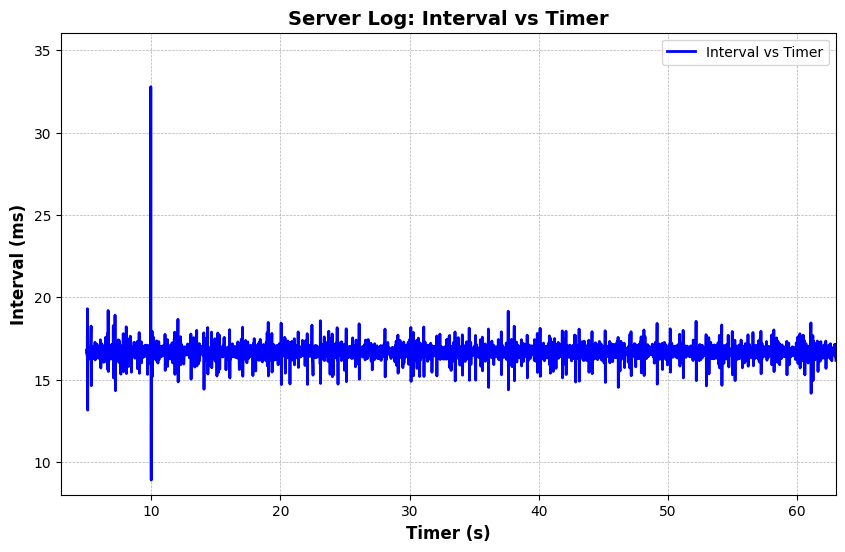 Server Log: Interval vs Timer
Interval vs Timer
35
30
25
20
15
10
Interval (ms)
10 20 30 40 50 60
Timer (s)